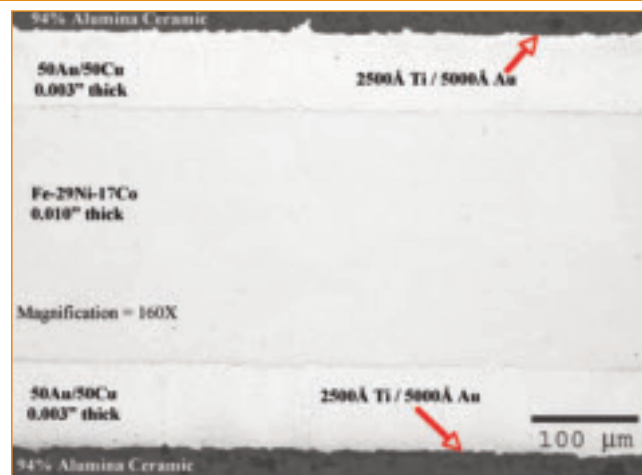 94% Alumina Ceramic
50Au/50Cu
0.003" thick
2500Å Ti / 5000Å Au
Fe-29Ni-17Co
0.010" thick
Magnification = 160X
50Au/50Cu
0.003" thick
2500Å Ti / 5000Å Au
100 µm
94% Alumina Ceramic